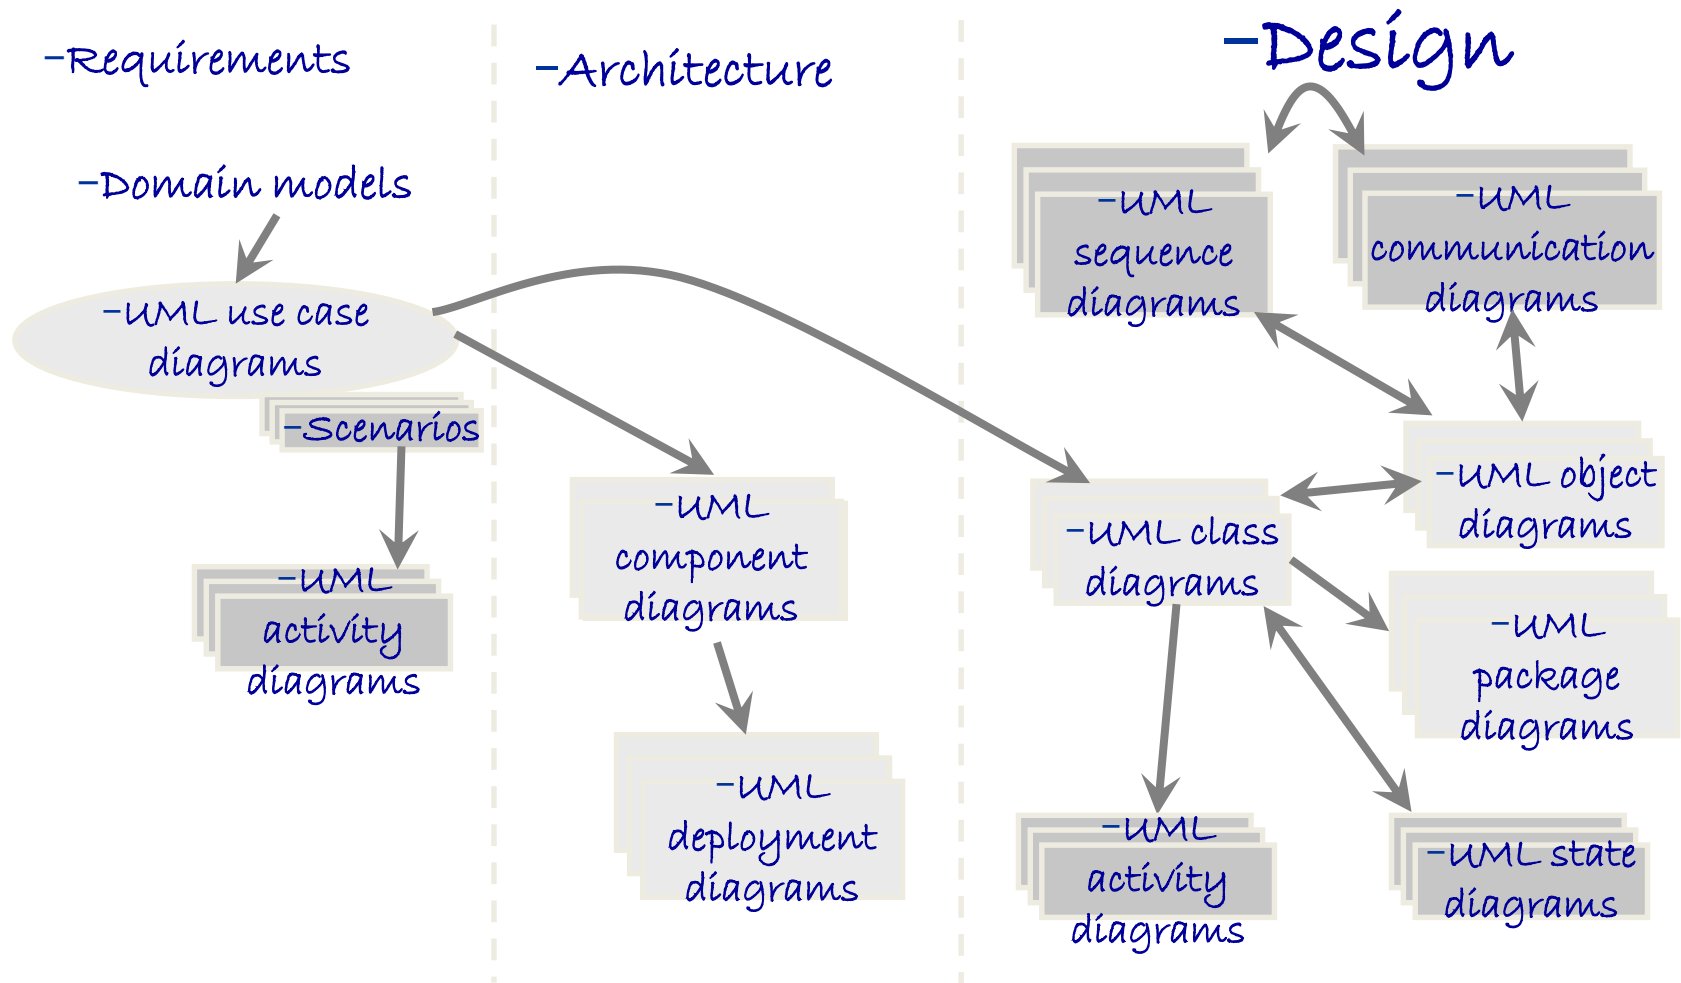 –Requirements
–Domain models
–UML use case
diagrams
–Scenarios
–UML
activity
diagrams
–Architecture
–UML
component
diagrams
–UML
deployment
diagrams
–Design
–UML
sequence
diagrams
–UML
communication
diagrams
–UML object
diagrams
–UML class
diagrams
–UML
package
diagrams
–UML
activity
diagrams
–UML state
diagrams